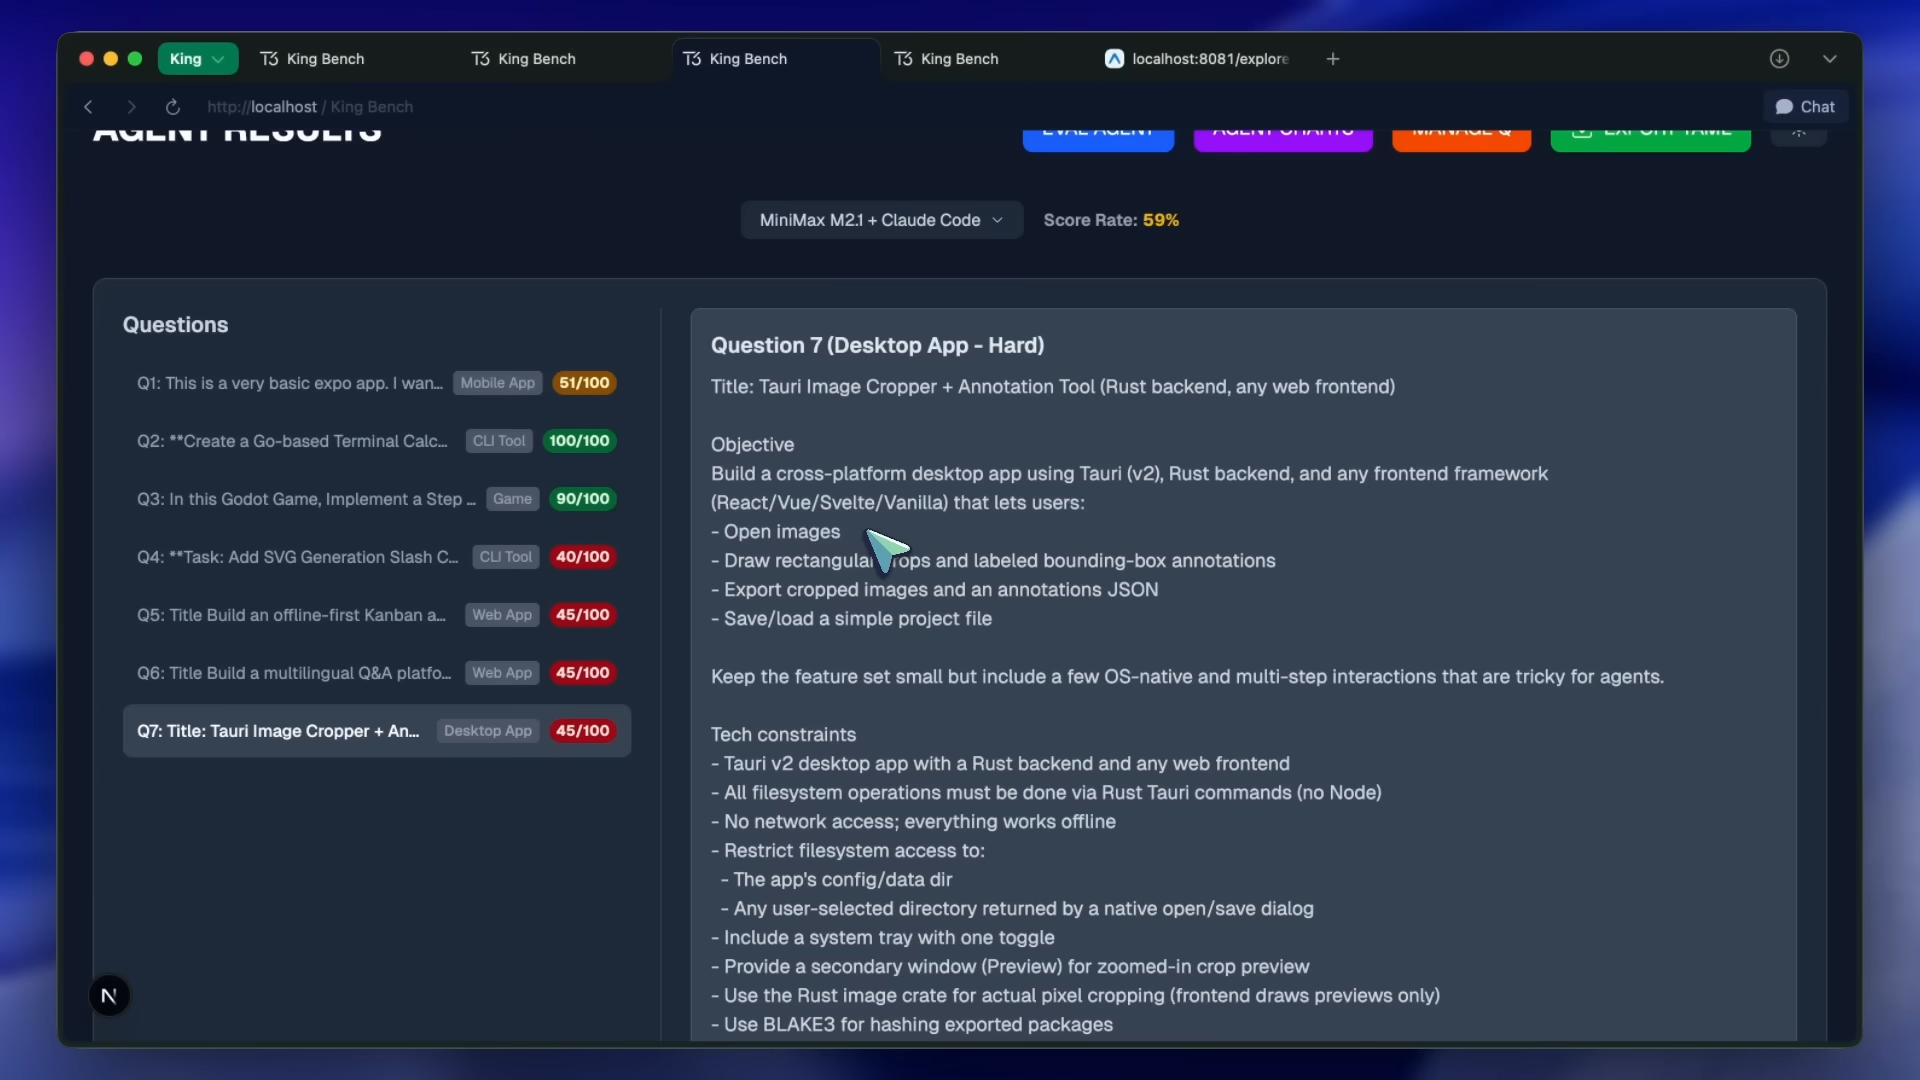 King
King Bench
King Bench
King Bench
King Bench
localhost:8081/explore
http://localhost / King Bench
Chat
AGENT RESULTS
EVAL AGENT
AGENT CHARTS
MANAGE Q
MiniMax M2.1 + Claude Code
Score Rate: 59%
Questions
Q1: This is a very basic expo app. I wan... Mobile App 51/100
Q2: **Create a Go-based Terminal Calc... CLI Tool 100/100
Q3: In this Godot Game, Implement a Step ... Game 90/100
Q4: **Task: Add SVG Generation Slash C... CLI Tool 40/100
Q5: Title Build an offline-first Kanban a... Web App 45/100
Q6: Title Build a multilingual Q&A platfo... Web App 45/100
Q7: Title: Tauri Image Cropper + An... Desktop App 45/100
N
Question 7 (Desktop App - Hard)
Title: Tauri Image Cropper + Annotation Tool (Rust backend, any web frontend)
Objective
Build a cross-platform desktop app using Tauri (v2), Rust backend, and any frontend framework
(React/Vue/Svelte/Vanilla) that lets users:
- Open images
- Draw rectangular crops and labeled bounding-box annotations
- Export cropped images and an annotations JSON
- Save/load a simple project file
Keep the feature set small but include a few OS-native and multi-step interactions that are tricky for agents.
Tech constraints
- Tauri v2 desktop app with a Rust backend and any web frontend
- All filesystem operations must be done via Rust Tauri commands (no Node)
- No network access; everything works offline
- Restrict filesystem access to:
- The app's config/data dir
- Any user-selected directory returned by a native open/save dialog
- Include a system tray with one toggle
- Provide a secondary window (Preview) for zoomed-in crop preview
- Use the Rust image crate for actual pixel cropping (frontend draws previews only)
- Use BLAKE3 for hashing exported packages